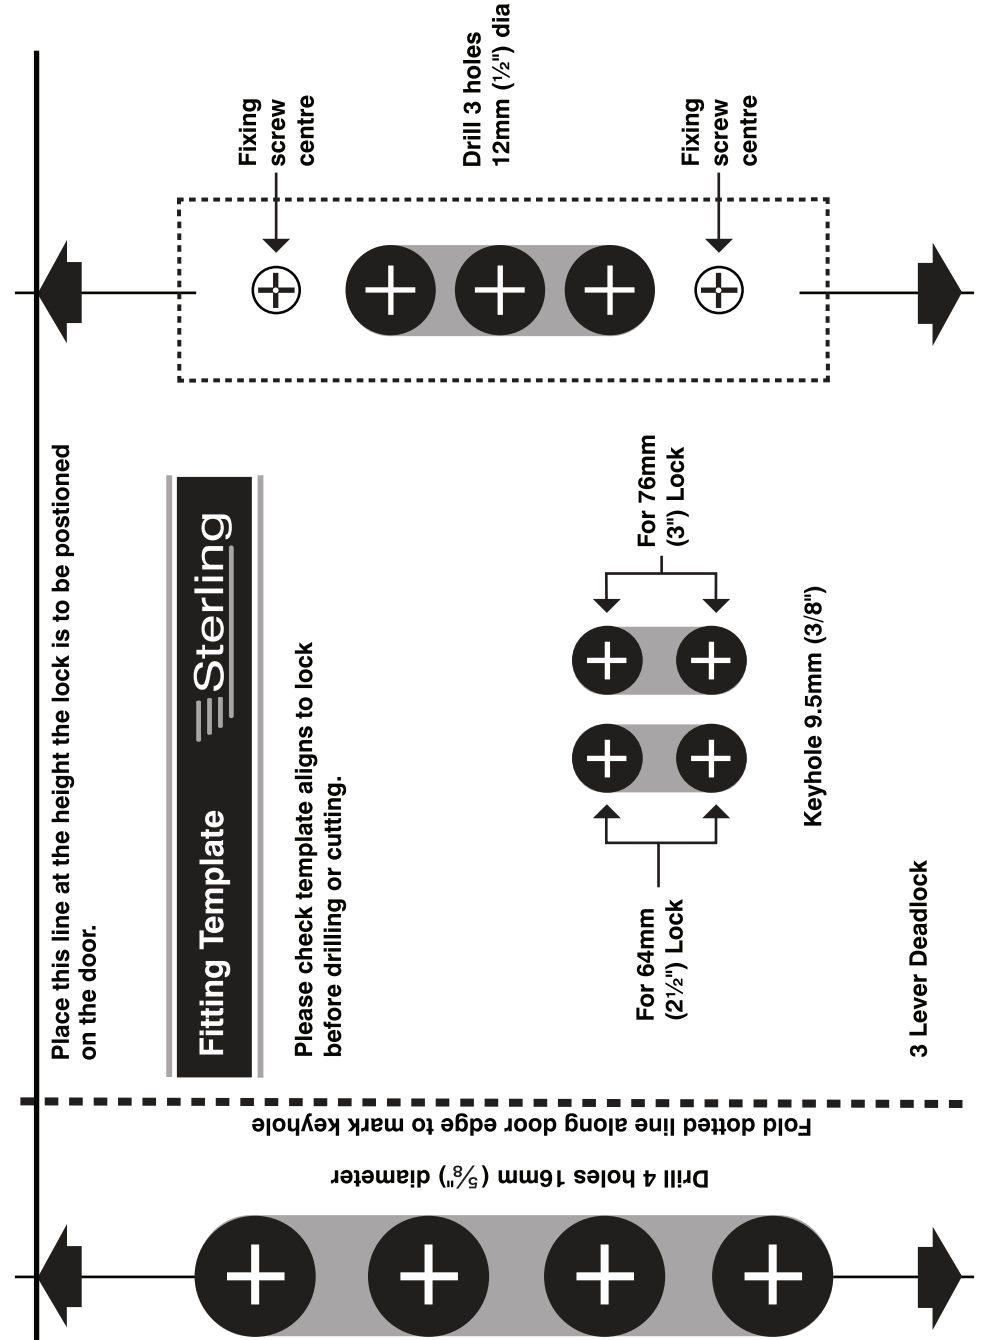 Place this line at the height the lock is to be postioned
on the door.
Fitting Template
Sterling
Please check template aligns to lock
before drilling or cutting.
For 64mm
(2½") Lock
For 76mm
(3") Lock
Keyhole 9.5mm (3/8")
3 Lever Deadlock
Fixing
screw
centre
Drill 3 holes
12mm (½") dia
Fixing
screw
centre
Fold dotted line along door edge to mark keyhole
Drill 4 holes 16mm (⅝") diameter